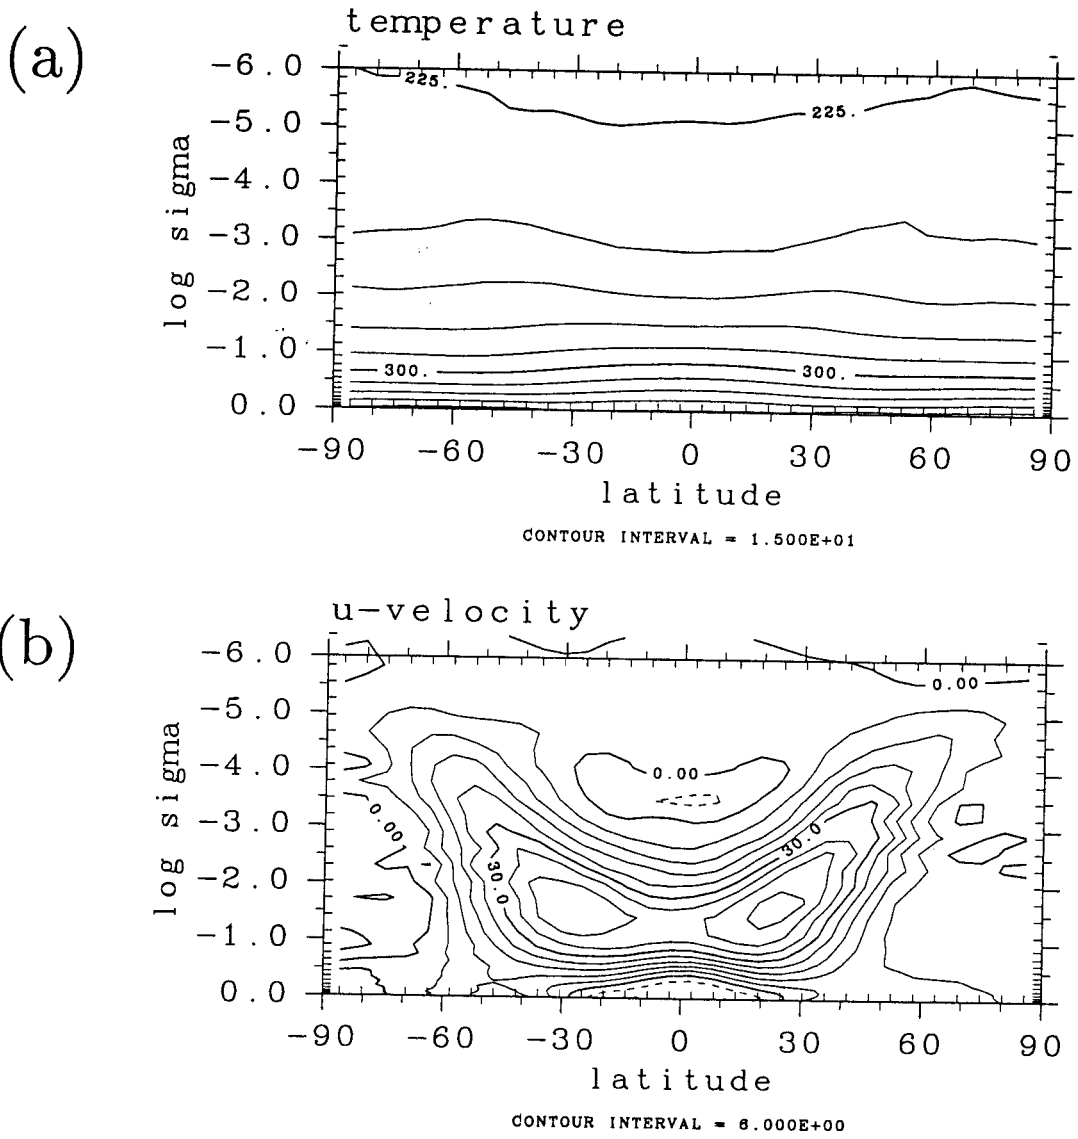 (a)
temperature
-6.0
-5.0
-4.0
-3.0
-2.0
-1.0
0.0
log sigma
225.
225.
300.
300.
-90 -60 -30 0 30 60 90
latitude
CONTOUR INTERVAL = 1.500E+01
(b)
u-velocity
-6.0
-5.0
-4.0
-3.0
-2.0
-1.0
0.0
log sigma
0.00
0.00
0.00
30.0
30.0
-90 -60 -30 0 30 60 90
latitude
CONTOUR INTERVAL = 6.000E+00